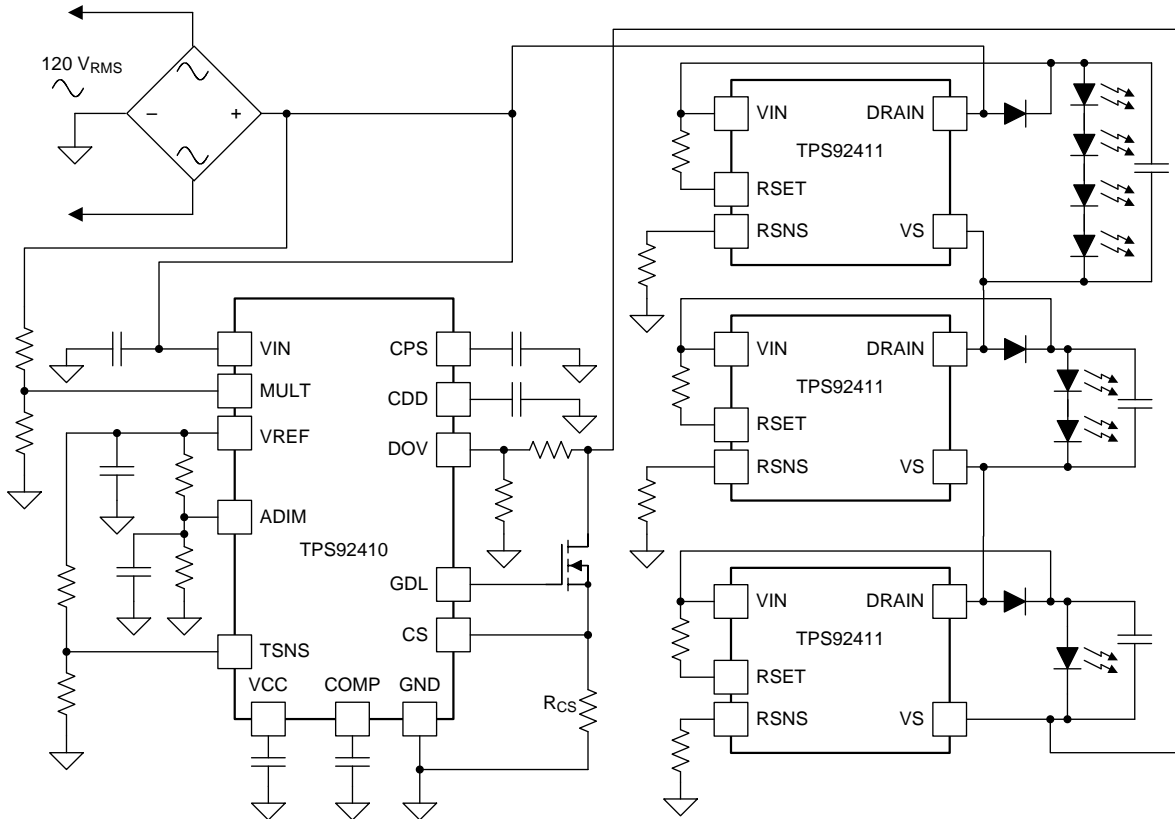 120 VRMS
−
+
VIN
DRAIN
TPS92411
RSET
RSNS
VS
VIN
CPS
MULT
CDD
VREF
DOV
ADIM
TPS92410
GDL
CS
TSNS
VCC
COMP
GND
RCS
VIN
DRAIN
TPS92411
RSET
RSNS
VS
VIN
DRAIN
TPS92411
RSET
RSNS
VS